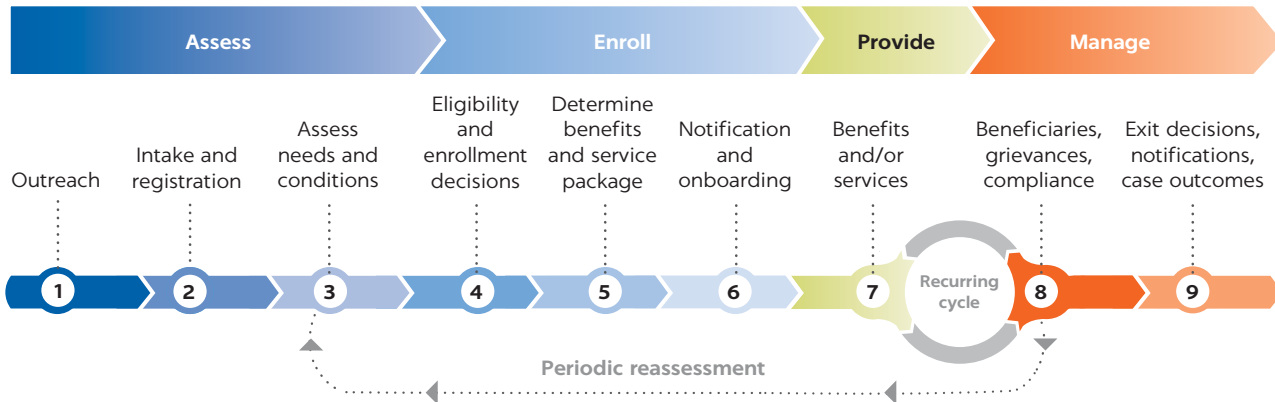 Assess
Enroll
Provide
Manage
Outreach
Intake and
registration
Assess
needs and
conditions
Eligibility
and
enrollment
decisions
Determine
benefits
and service
package
Notification
and
onboarding
Benefits
and/or
services
Beneficiaries,
grievances,
compliance
Exit decisions,
notifications,
case outcomes
1
2
3
4
5
6
7
Recurring
cycle
8
9
Periodic reassessment